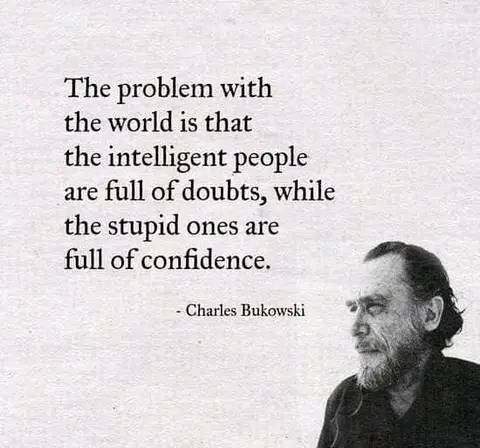 The problem with
the world is that
the intelligent people
are full of doubts, while
the stupid ones are
full of confidence.
- Charles Bukowski